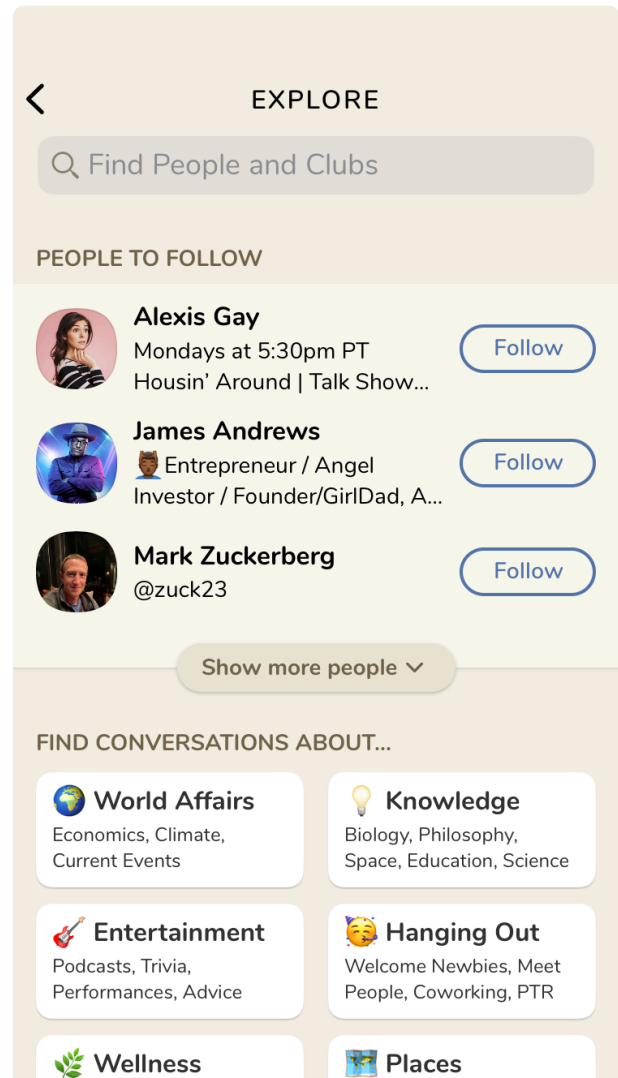 EXPLORE
Find People and Clubs
PEOPLE TO FOLLOW
Alexis Gay
Mondays at 5:30pm PT
Housin’ Around | Talk Show...
Follow
James Andrews
Entrepreneur / Angel
Investor / Founder/GirlDad, A...
Follow
Mark Zuckerberg
@zuck23
Follow
Show more people
FIND CONVERSATIONS ABOUT...
World Affairs
Economics, Climate,
Current Events
Knowledge
Biology, Philosophy,
Space, Education, Science
Entertainment
Podcasts, Trivia,
Performances, Advice
Hanging Out
Welcome Newbies, Meet
People, Coworking, PTR
Wellness
Places